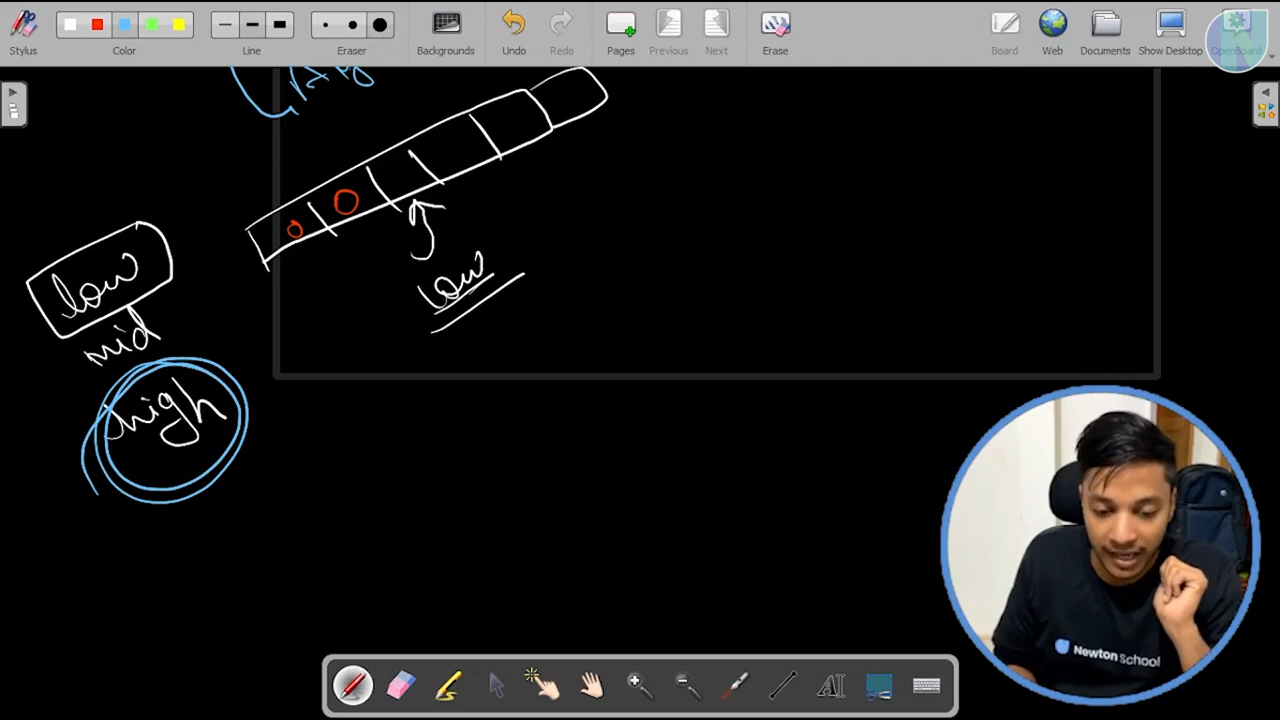 Stylus
Color
Line
Eraser
Backgrounds
Undo
Redo
Pages
Previous
Next
Erase
Board
Web
Documents
Show Desktop
OpenBoard
0 0
low
low
mid
high
Newton School